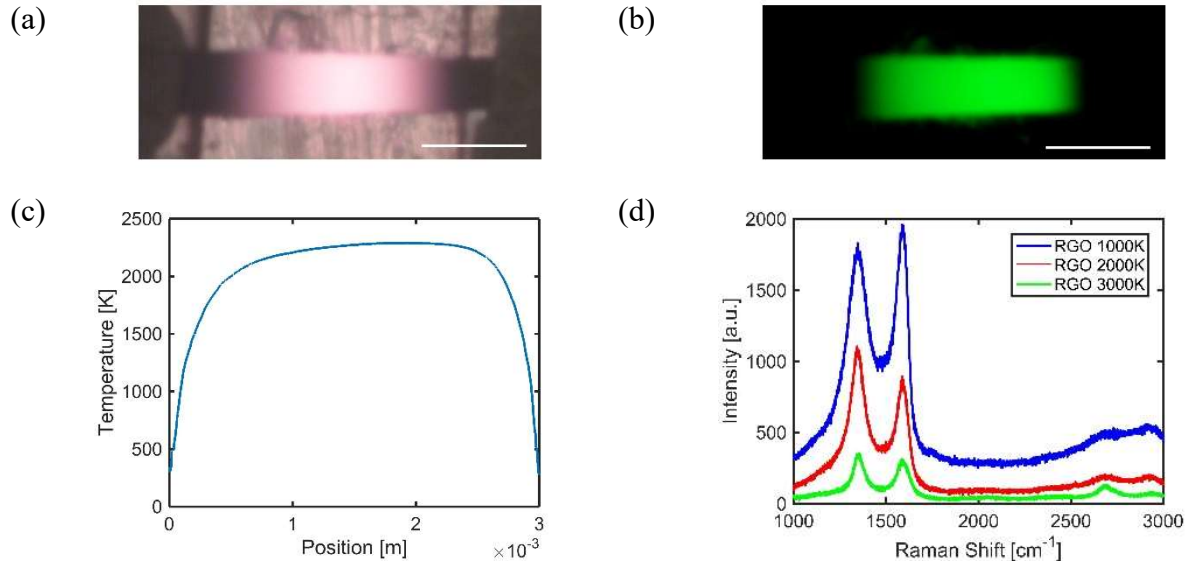 (a)
(b)
(c)
2500
2000
1500
1000
500
0
Temperature [K]
0
1
2
3
Position [m]
×10⁻³
(d)
2000
1500
1000
500
0
Intensity [a.u.]
RGO 1000K
RGO 2000K
RGO 3000K
1000
1500
2000
2500
3000
Raman Shift [cm⁻¹]